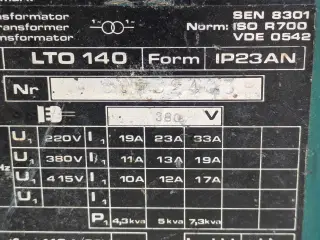 nsformator
SEN 8301
ransformer
Norm: ISO R700
ransformator
VDE 0542
LTO 140 Form IP23AN
Nr
380 V
U1 220V I1 19A 23A 33A
Hz U1 380V I1 11A 13A 19A
U1 415V I1 10A 12A 17A
U1 I1
P1 4,3kva 5kva 7,3kva